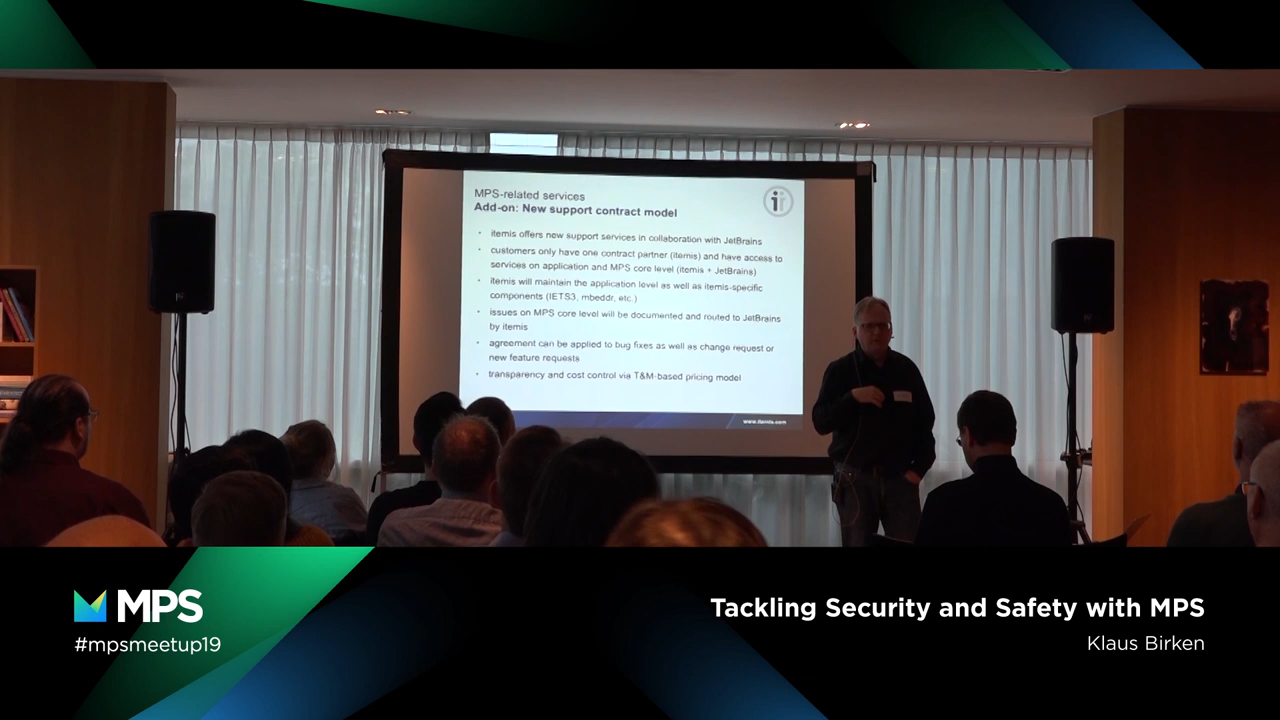 MPS-related services
Add-on: New support contract model
itemis offers new support services in collaboration with JetBrains
customers only have one contract partner (itemis) and have access to
services on application and MPS core level (itemis + JetBrains)
itemis will maintain the application level as well as itemis-specific
components (IETS3, mbeddr, etc.)
issues on MPS core level will be documented and routed to JetBrains
by itemis
agreement can be applied to bug fixes as well as change request or
new feature requests
transparency and cost control via T&M-based pricing model
www.itemis.com
MPS
#mpsmeetup19
Tackling Security and Safety with MPS
Klaus Birken